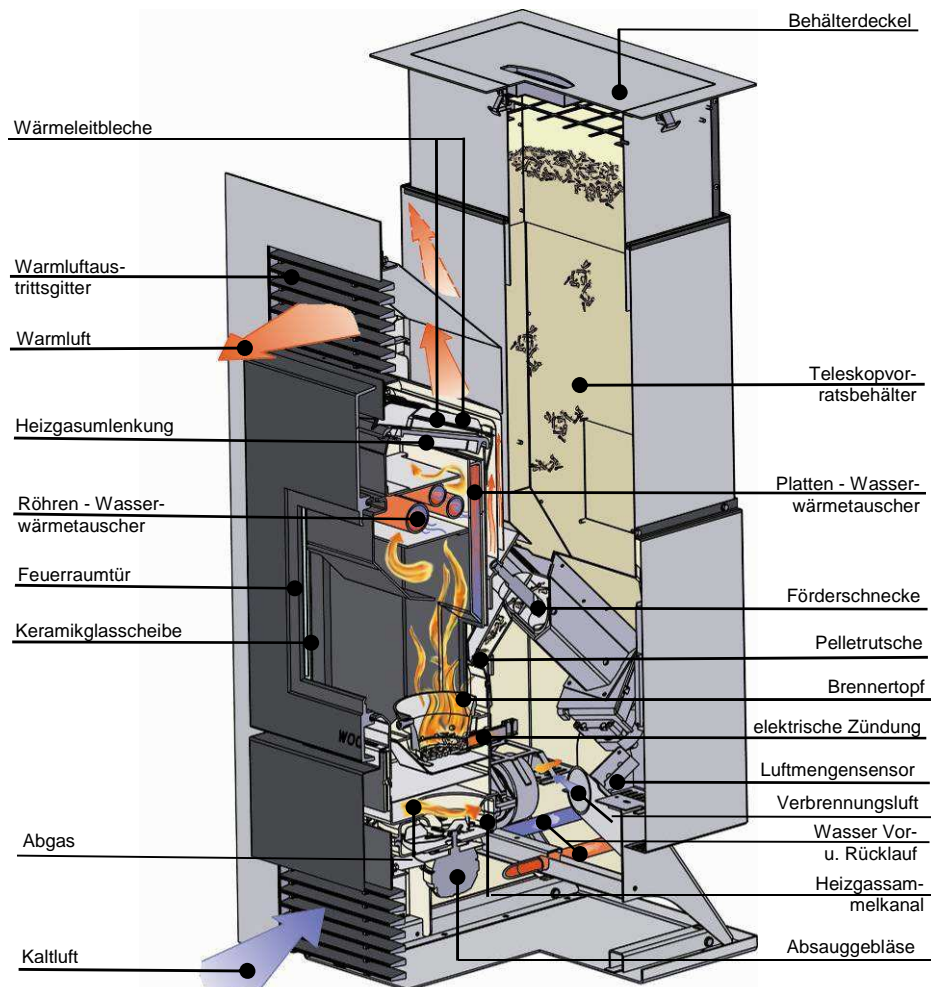 Behälterdeckel
Wärmeleitbleche
Warmluftaus-
trittsgitter
Warmluft
Teleskopvor-
ratsbehälter
Heizgasumlenkung
Röhren - Wasser-
wärmetauscher
Platten - Wasser-
wärmetauscher
Feuerraumtür
Förderschnecke
Keramikglasscheibe
Pelletrutsche
Brennertopf
elektrische Zündung
WOO
Luftmengensensor
Verbrennungsluft
Abgas
Wasser Vor-
u. Rücklauf
Heizgassam-
melkanal
Kaltluft
Absauggebläse